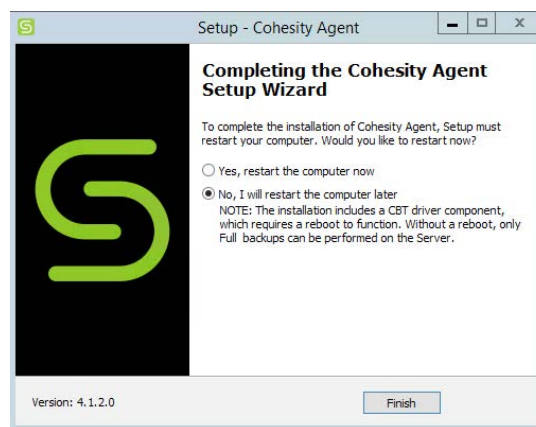 Setup - Cohesity Agent
Completing the Cohesity Agent
Setup Wizard
To complete the installation of Cohesity Agent, Setup must
restart your computer. Would you like to restart now?
Yes, restart the computer now
No, I will restart the computer later
NOTE: The installation includes a CBT driver component,
which requires a reboot to function. Without a reboot, only
Full backups can be performed on the Server.
Version: 4.1.2.0
Finish